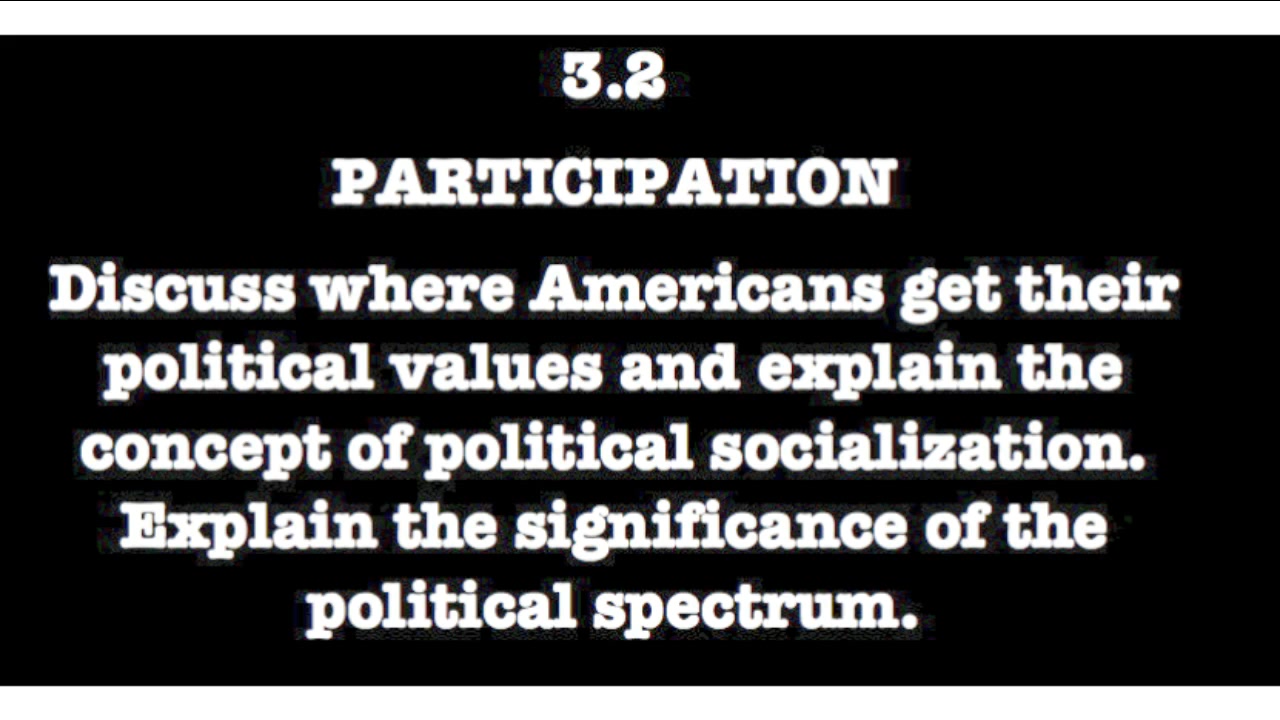 3.2
PARTICIPATION
Discuss where Americans get their
political values and explain the
concept of political socialization.
Explain the significance of the
political spectrum.